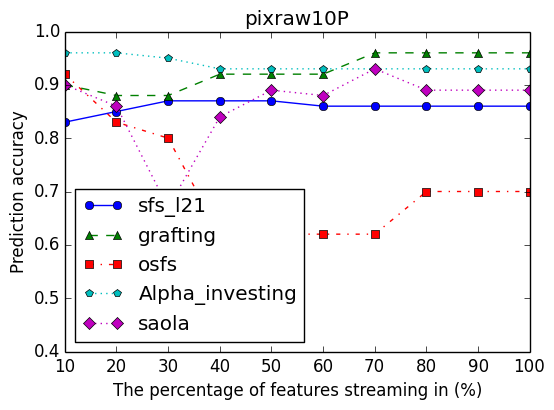 pixraw10P
Prediction accuracy
1.0
0.9
0.8
0.7
0.6
0.5
0.4
sfs_l21
grafting
osfs
Alpha_investing
saola
10 20 30 40 50 60 70 80 90 100
The percentage of features streaming in (%)